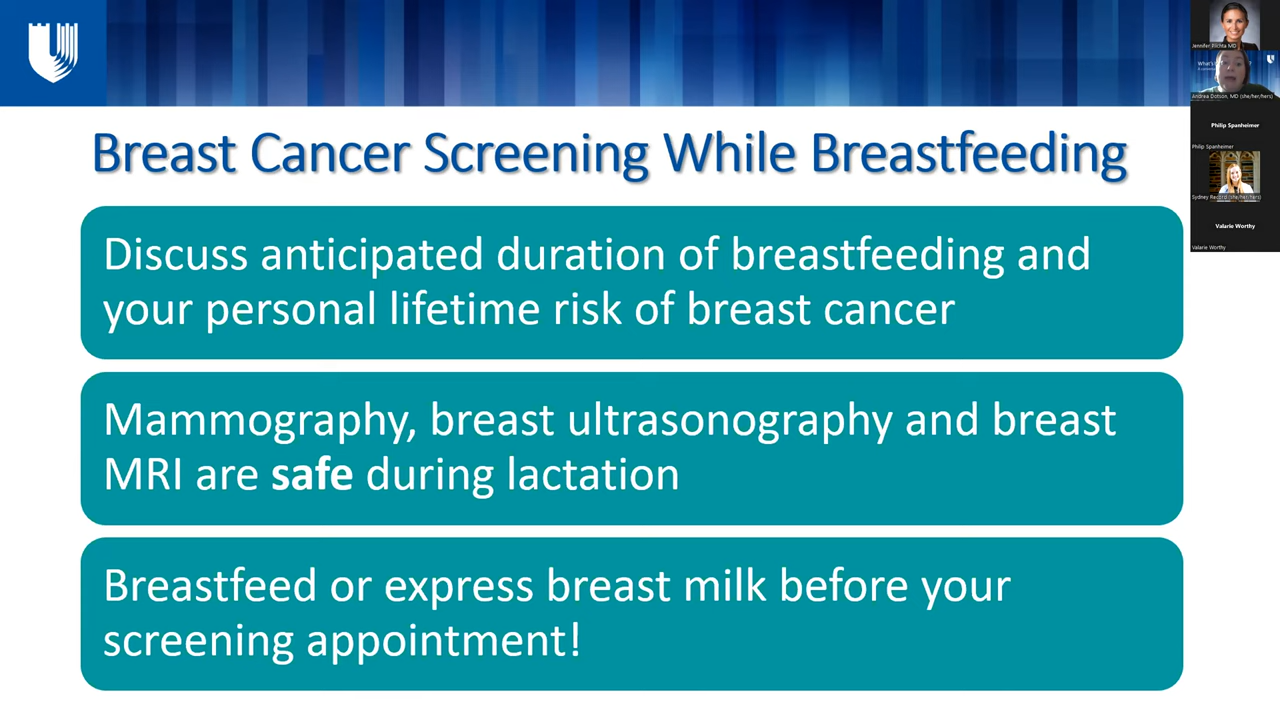 Breast Cancer Screening While Breastfeeding
Discuss anticipated duration of breastfeeding and
your personal lifetime risk of breast cancer
Mammography, breast ultrasonography and breast
MRI are safe during lactation
Breastfeed or express breast milk before your
screening appointment!
Jennifer Plichta MD
What's
Andrea Dotson, MD (she/her/hers)
Philip Spanheimer
Philip Spanheimer
Sydney Record (she/her/hers)
Valarie Worthy
Valarie Worthy